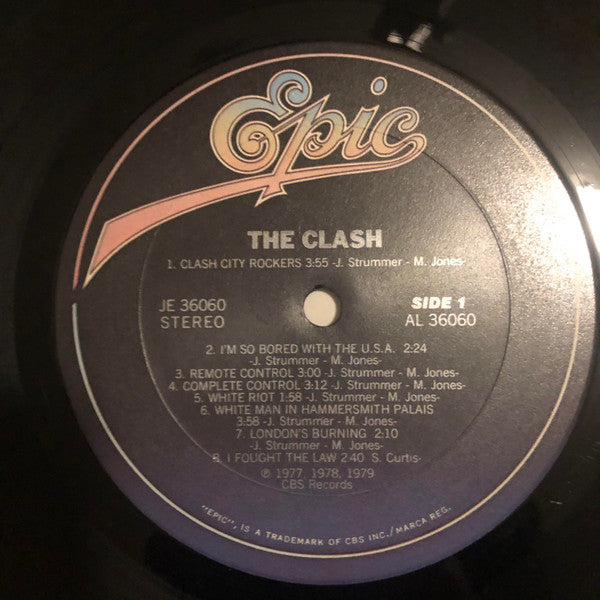 Epic
THE CLASH
1. CLASH CITY ROCKERS 3:55 -J. Strummer - M. Jones-
JE 36060
STEREO
SIDE 1
AL 36060
2. I'M SO BORED WITH THE U.S.A. 2:24
-J. Strummer - M. Jones-
3. REMOTE CONTROL 3:00 -J. Strummer - M. Jones-
4. COMPLETE CONTROL 3:12 -J. Strummer - M. Jones-
5. WHITE RIOT 1:58 -J. Strummer - M. Jones-
6. WHITE MAN IN HAMMERSMITH PALAIS
3:58 -J. Strummer - M. Jones-
7. LONDON'S BURNING 2:10
-J. Strummer - M. Jones-
8. I FOUGHT THE LAW 2:40 S. Curtis-
℗ 1977, 1978, 1979
CBS Records
"EPIC", IS A TRADEMARK OF CBS INC./MARCA REG.